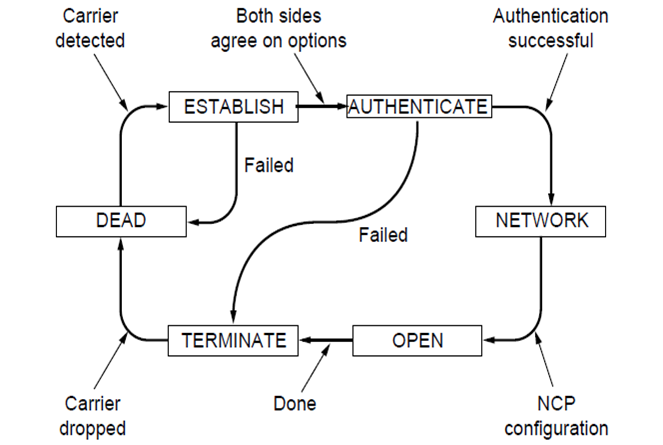 Carrier
detected
Both sides
agree on options
Authentication
successful
ESTABLISH
AUTHENTICATE
Failed
DEAD
NETWORK
Failed
TERMINATE
OPEN
Carrier
dropped
Done
NCP
configuration